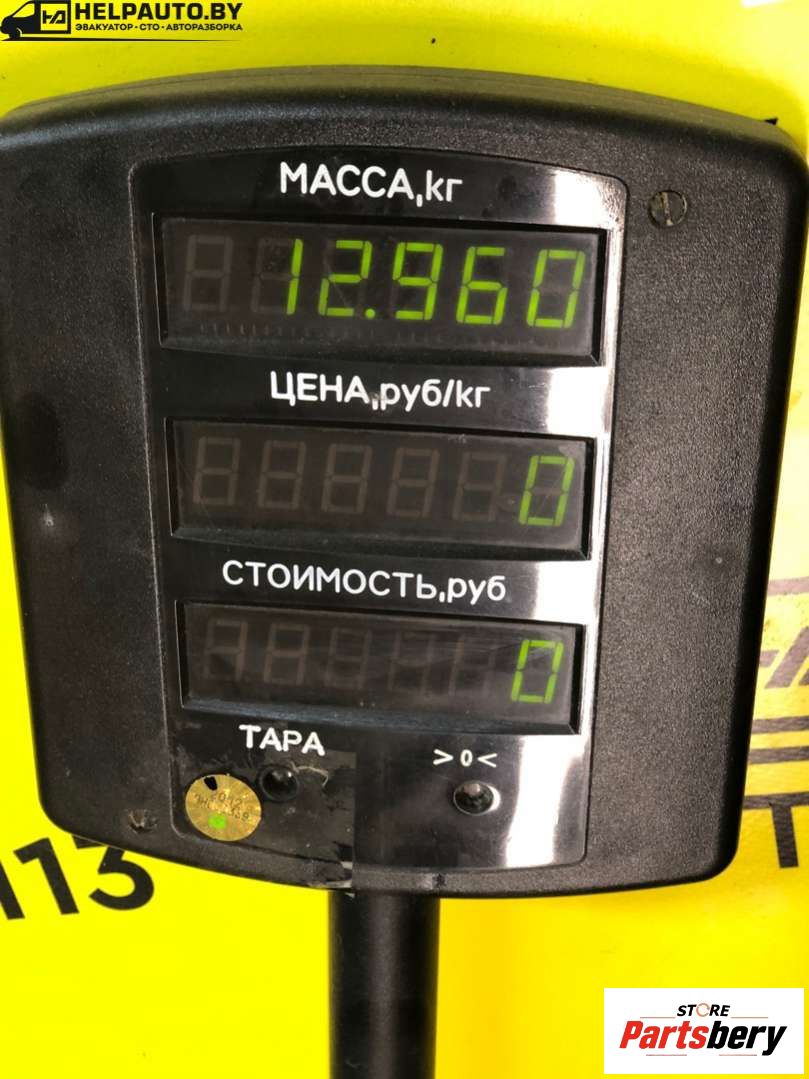 HELPAUTO.BY
ЭВАКУАТОР • СТО • АВТОРАЗБОРКА
МАССА,кг
12.960
ЦЕНА,руб/кг
0
СТОИМОСТЬ,руб
0
ТАРА
>0<
113
STORE
Partsbery